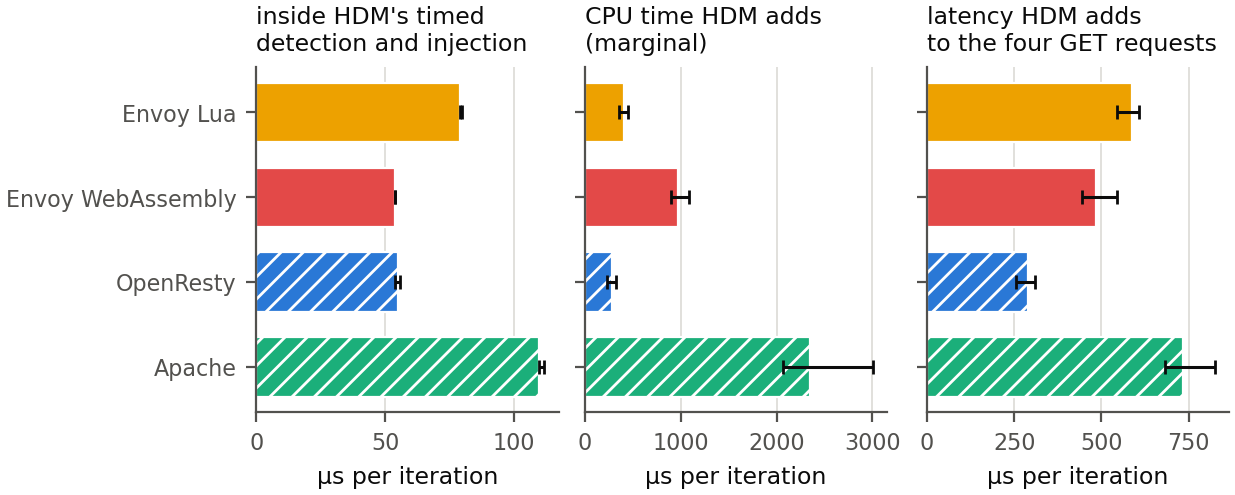 inside HDM's timed
detection and injection
CPU time HDM adds
(marginal)
latency HDM adds
to the four GET requests
Envoy Lua
Envoy WebAssembly
OpenResty
Apache
0 50 100
0 1000 2000 3000
0 250 500 750
µs per iteration
µs per iteration
µs per iteration